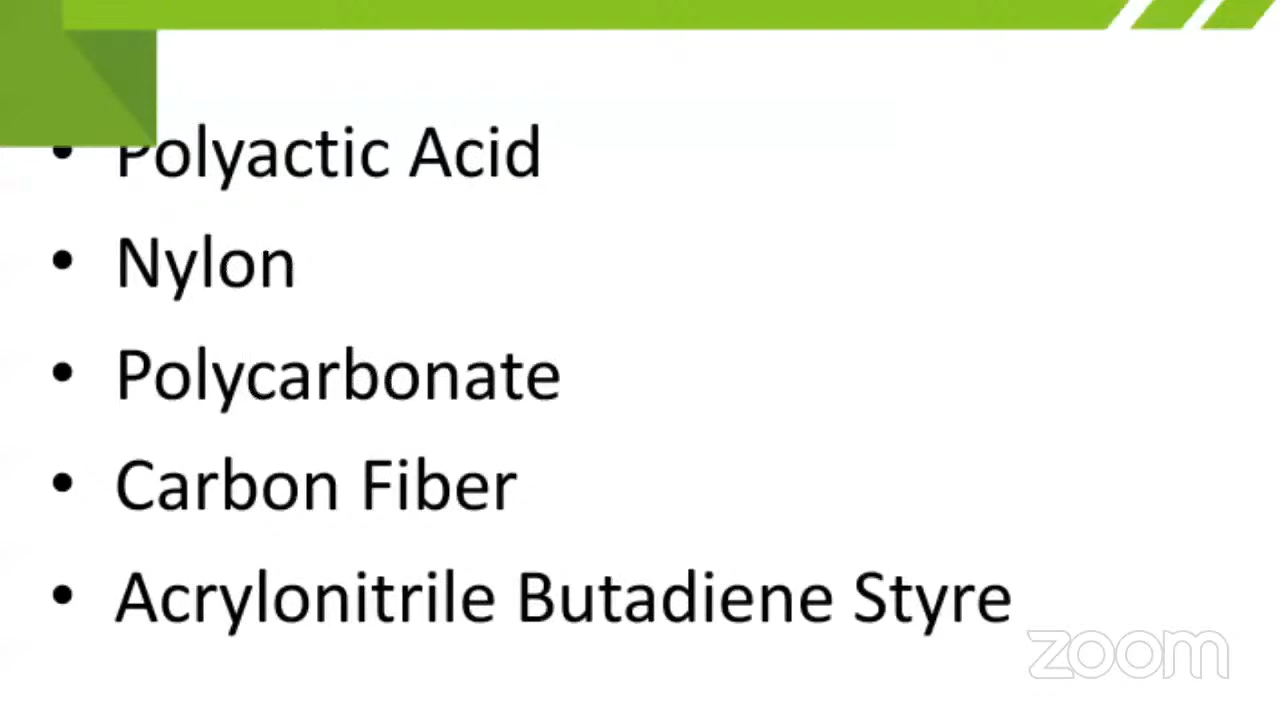 • Polyactic Acid
• Nylon
• Polycarbonate
• Carbon Fiber
• Acrylonitrile Butadiene Styre
zoom